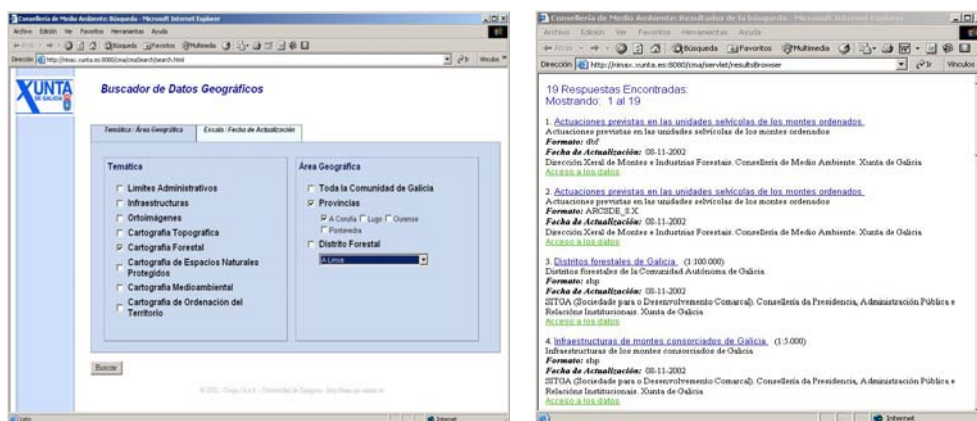 Consellería de Medio Ambiente: Búsqueda - Microsoft Internet Explorer
Archivo Edición Ver Favoritos Herramientas Ayuda
Búsqueda Favoritos Multimedia
Dirección http://rimax.xunta.es:8080/cma/cmaSearch/search.html Ir Vínculos
XUNTA
DE GALICIA
Buscador de Datos Geográficos
Temática / Área Geográfica Escala / Fecha de Actualización
Temática
Límites Administrativos
Infraestructuras
Ortoimágenes
Cartografía Topográfica
Cartografía Forestal
Cartografía de Espacios Naturales
Protegidos
Cartografía Medioambiental
Cartografía de Ordenación del
Territorio
Área Geográfica
Toda la Comunidad de Galicia
Provincias
A Coruña Lugo Ourense
Pontevedra
Distrito Forestal
A Limia
Buscar
Listo Internet
Consellería de Medio Ambiente: Resultados de la búsqueda - Microsoft Internet Explorer
Archivo Edición Ver Favoritos Herramientas Ayuda
Atrás Búsqueda Favoritos Multimedia
Dirección http://rimax.xunta.es:8080/cma/servlet/resultsBrowser Ir Vínculos
19 Respuestas Encontradas:
Mostrando: 1 al 19
1. Actuaciones previstas en las unidades selvícolas de los montes ordenados
Actuaciones previstas en las unidades selvícolas de los montes ordenados
Formato: dbf
Fecha de Actualización: 08-11-2002
Dirección Xeral de Montes e Industrias Forestais. Consellería de Medio Ambiente. Xunta de Galicia
Acceso a los datos
2. Actuaciones previstas en las unidades selvícolas de los montes ordenados
Actuaciones previstas en las unidades selvícolas de los montes ordenados
Formato: ARCSDE_8.X
Fecha de Actualización: 08-11-2002
Dirección Xeral de Montes e Industrias Forestais. Consellería de Medio Ambiente. Xunta de Galicia
Acceso a los datos
3. Distritos forestales de Galicia (1:100.000)
Distritos forestales de la Comunidad Autónoma de Galicia
Formato: shp
Fecha de Actualización: 08-11-2002
SITGA (Sociedade para o Desenvolvemento Comarcal). Consellería da Presidencia, Administración Pública e
Relacións Institucionais. Xunta de Galicia
Acceso a los datos
4. Infraestructuras de montes consorciados de Galicia (1:5.000)
Infraestructuras de los montes consorciados de Galicia
Formato: shp
Fecha de Actualización: 08-11-2002
SITGA (Sociedade para o Desenvolvemento Comarcal). Consellería da Presidencia, Administración Pública e
Relacións Institucionais. Xunta de Galicia
Acceso a los datos
Internet